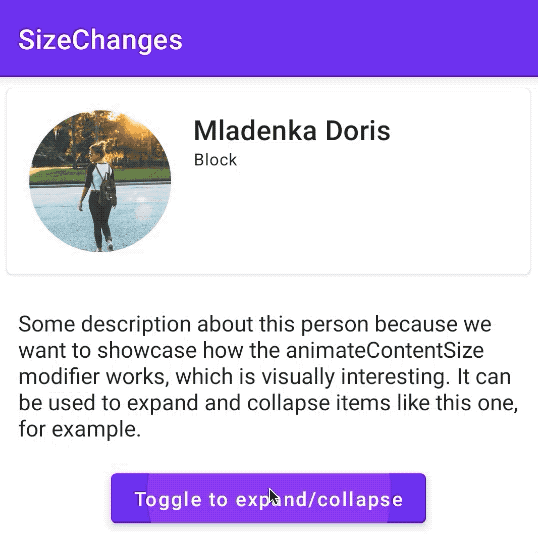 SizeChanges
Mladenka Doris
Block
Some description about this person because we
want to showcase how the animateContentSize
modifier works, which is visually interesting. It can
be used to expand and collapse items like this one,
for example.
Toggle to expand/collapse